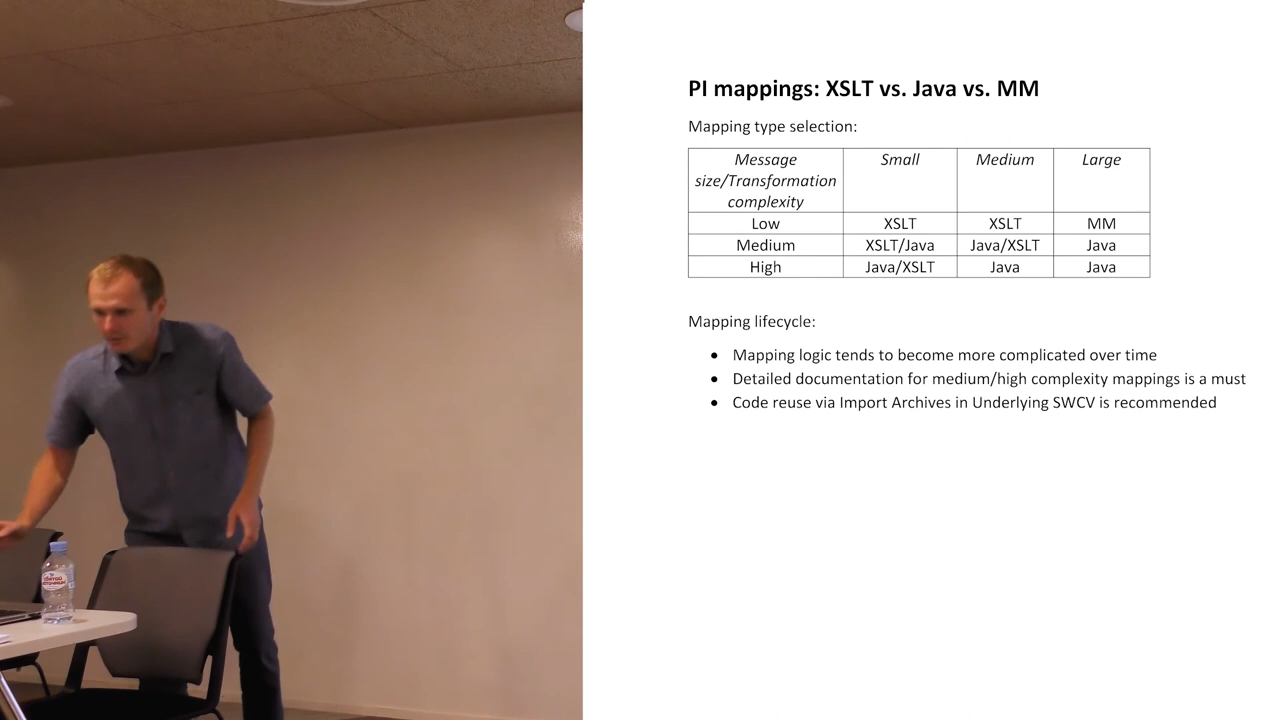 PI mappings: XSLT vs. Java vs. MM
Mapping type selection:
Message size/Transformation complexity Small Medium Large
Low XSLT XSLT MM
Medium XSLT/Java Java/XSLT Java
High Java/XSLT Java Java
Mapping lifecycle:
• Mapping logic tends to become more complicated over time
• Detailed documentation for medium/high complexity mappings is a must
• Code reuse via Import Archives in Underlying SWCV is recommended